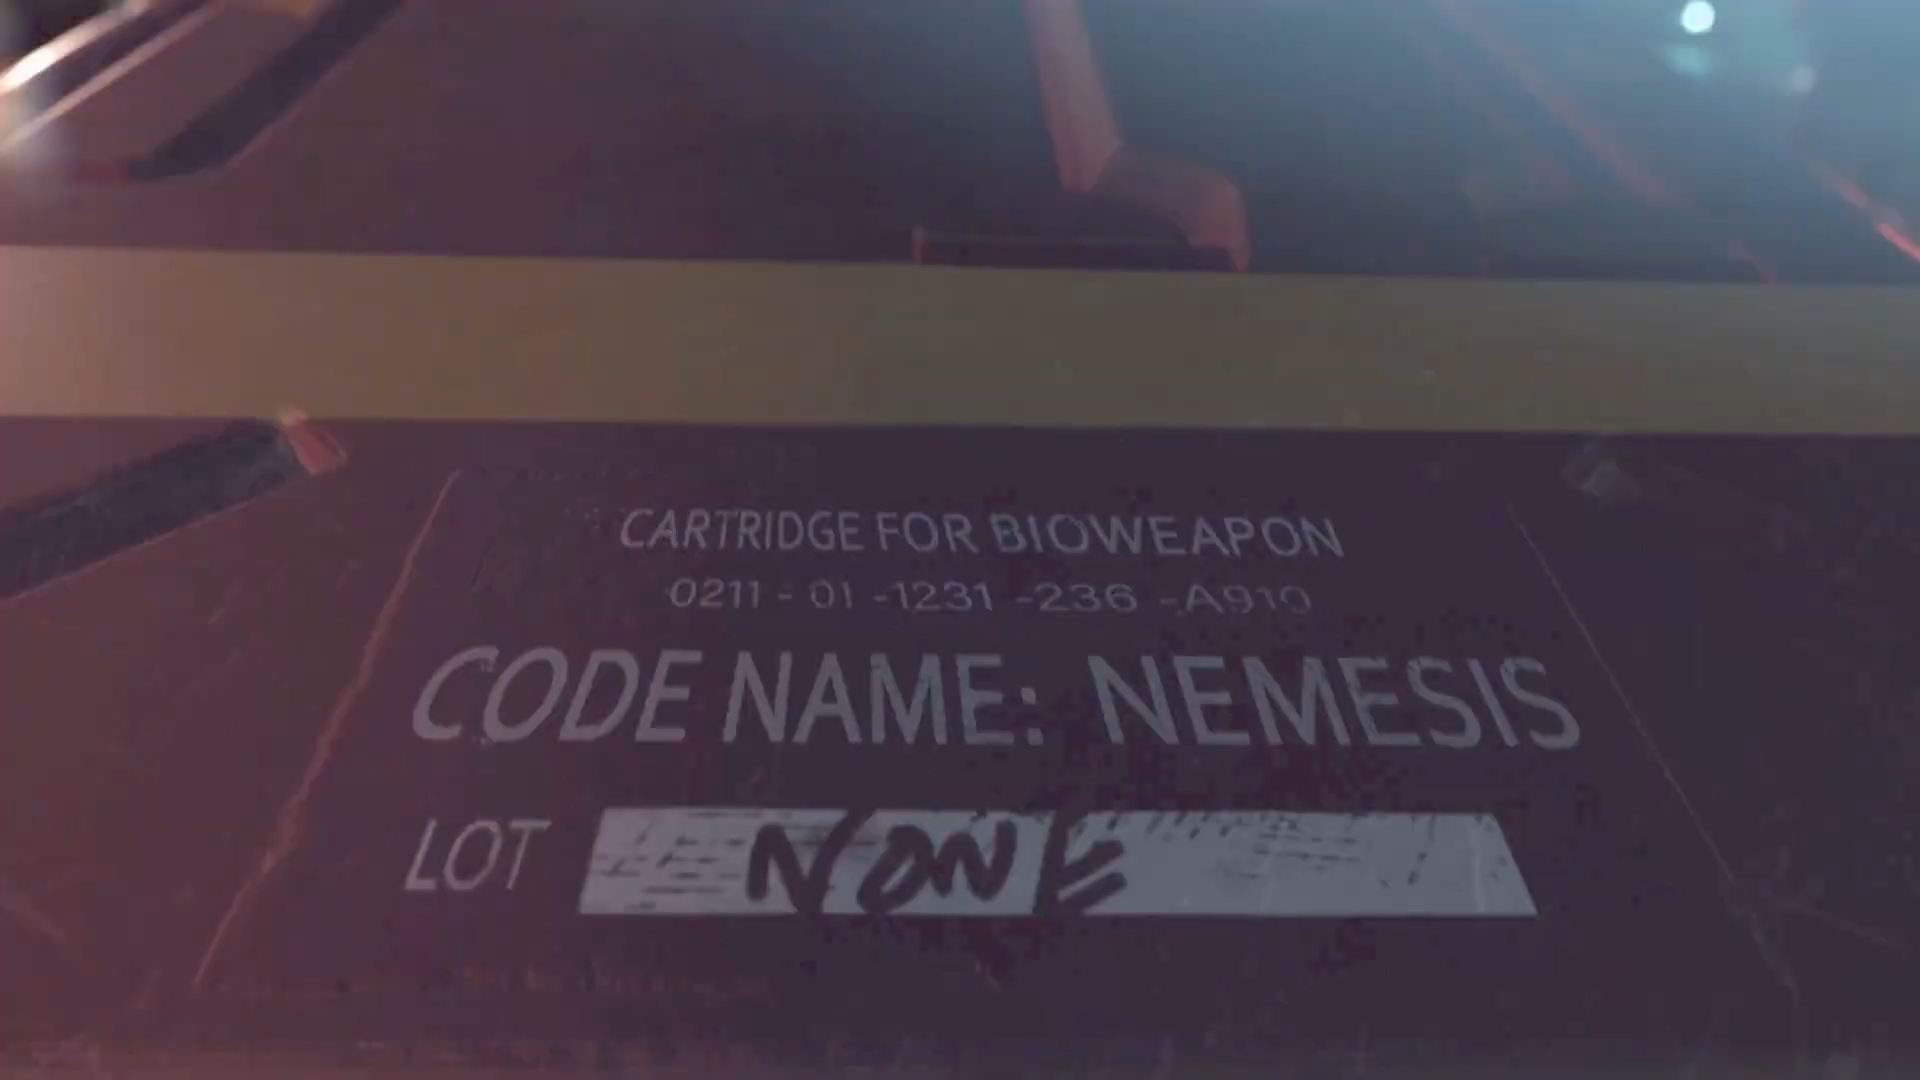 CARTRIDGE FOR BIOWEAPON
0211 - 01 -1231 -236 -A910
CODE NAME: NEMESIS
LOT NONE